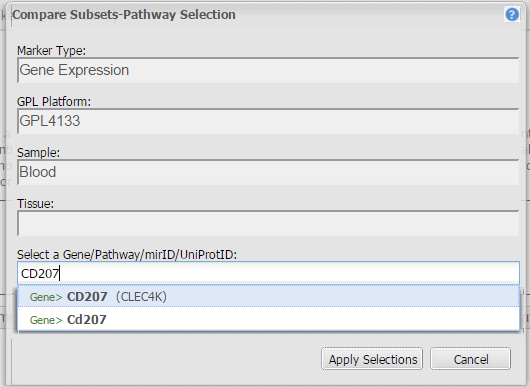 Compare Subsets-Pathway Selection
?
Marker Type:
Gene Expression
GPL Platform:
GPL4133
Sample:
Blood
Tissue:
Select a Gene/Pathway/mirID/UniProtID:
CD207
Gene> CD207 (CLEC4K)
Gene> Cd207
Apply Selections Cancel